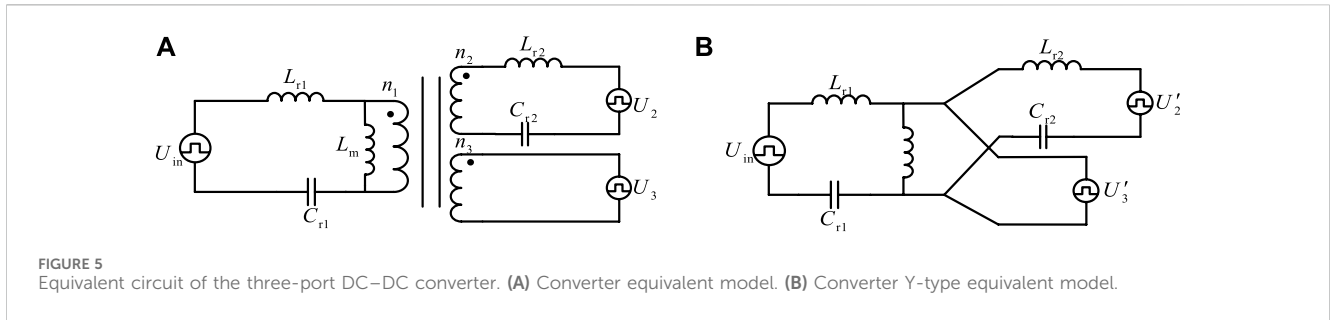 A
L_r1
n_1
L_m
U_in
C_r1
n_2
L_r2
U_2
C_r2
n_3
U_3
B
L_r1
U_in
C_r1
L_r2
C_r2
U′_2
U′_3
FIGURE 5
Equivalent circuit of the three-port DC–DC converter. (A) Converter equivalent model. (B) Converter Y-type equivalent model.